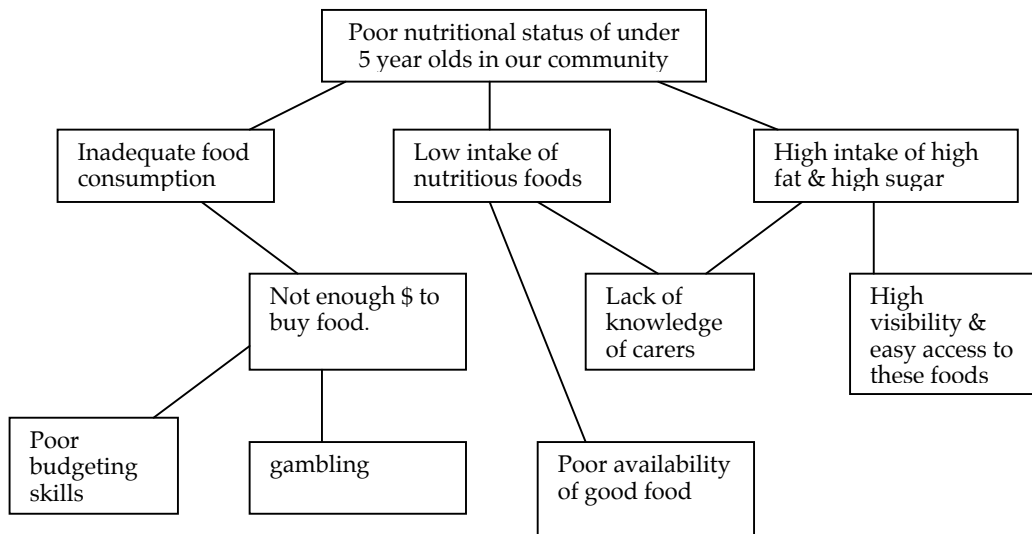 Poor nutritional status of under
5 year olds in our community
Inadequate food
consumption
Low intake of
nutritious foods
High intake of high
fat & high sugar
Not enough $ to
buy food.
Lack of
knowledge
of carers
High
visibility &
easy access to
these foods
Poor
budgeting
skills
gambling
Poor availability
of good food